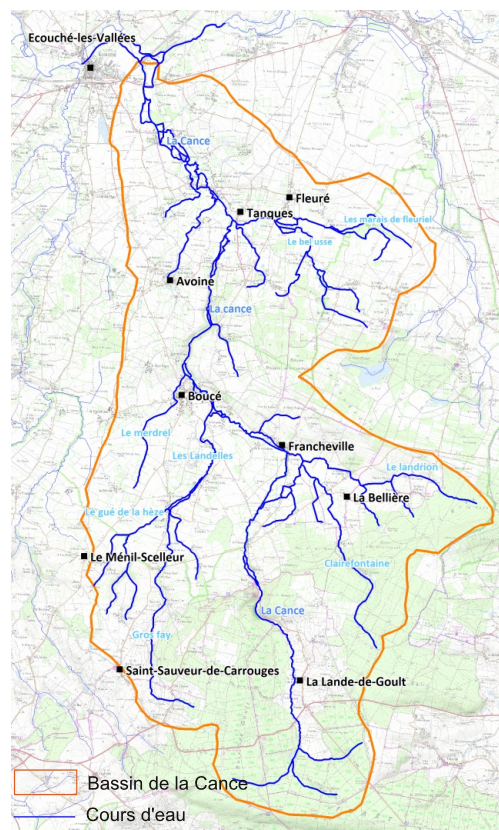 Ecouché-les-Vallées
La Cance
Fleuré
Tanques
Les marais de fleuriel
Le bel usse
Avoine
La cance
Boucé
Le merdrel
Francheville
Les Landelles
Le landrion
La Bellière
Le gué de la hèze
Le Ménil-Scelleur
Clairefontaine
La Cance
Gros fay
Saint-Sauveur-de-Carrouges
La Lande-de-Goult
Bassin de la Cance
Cours d'eau